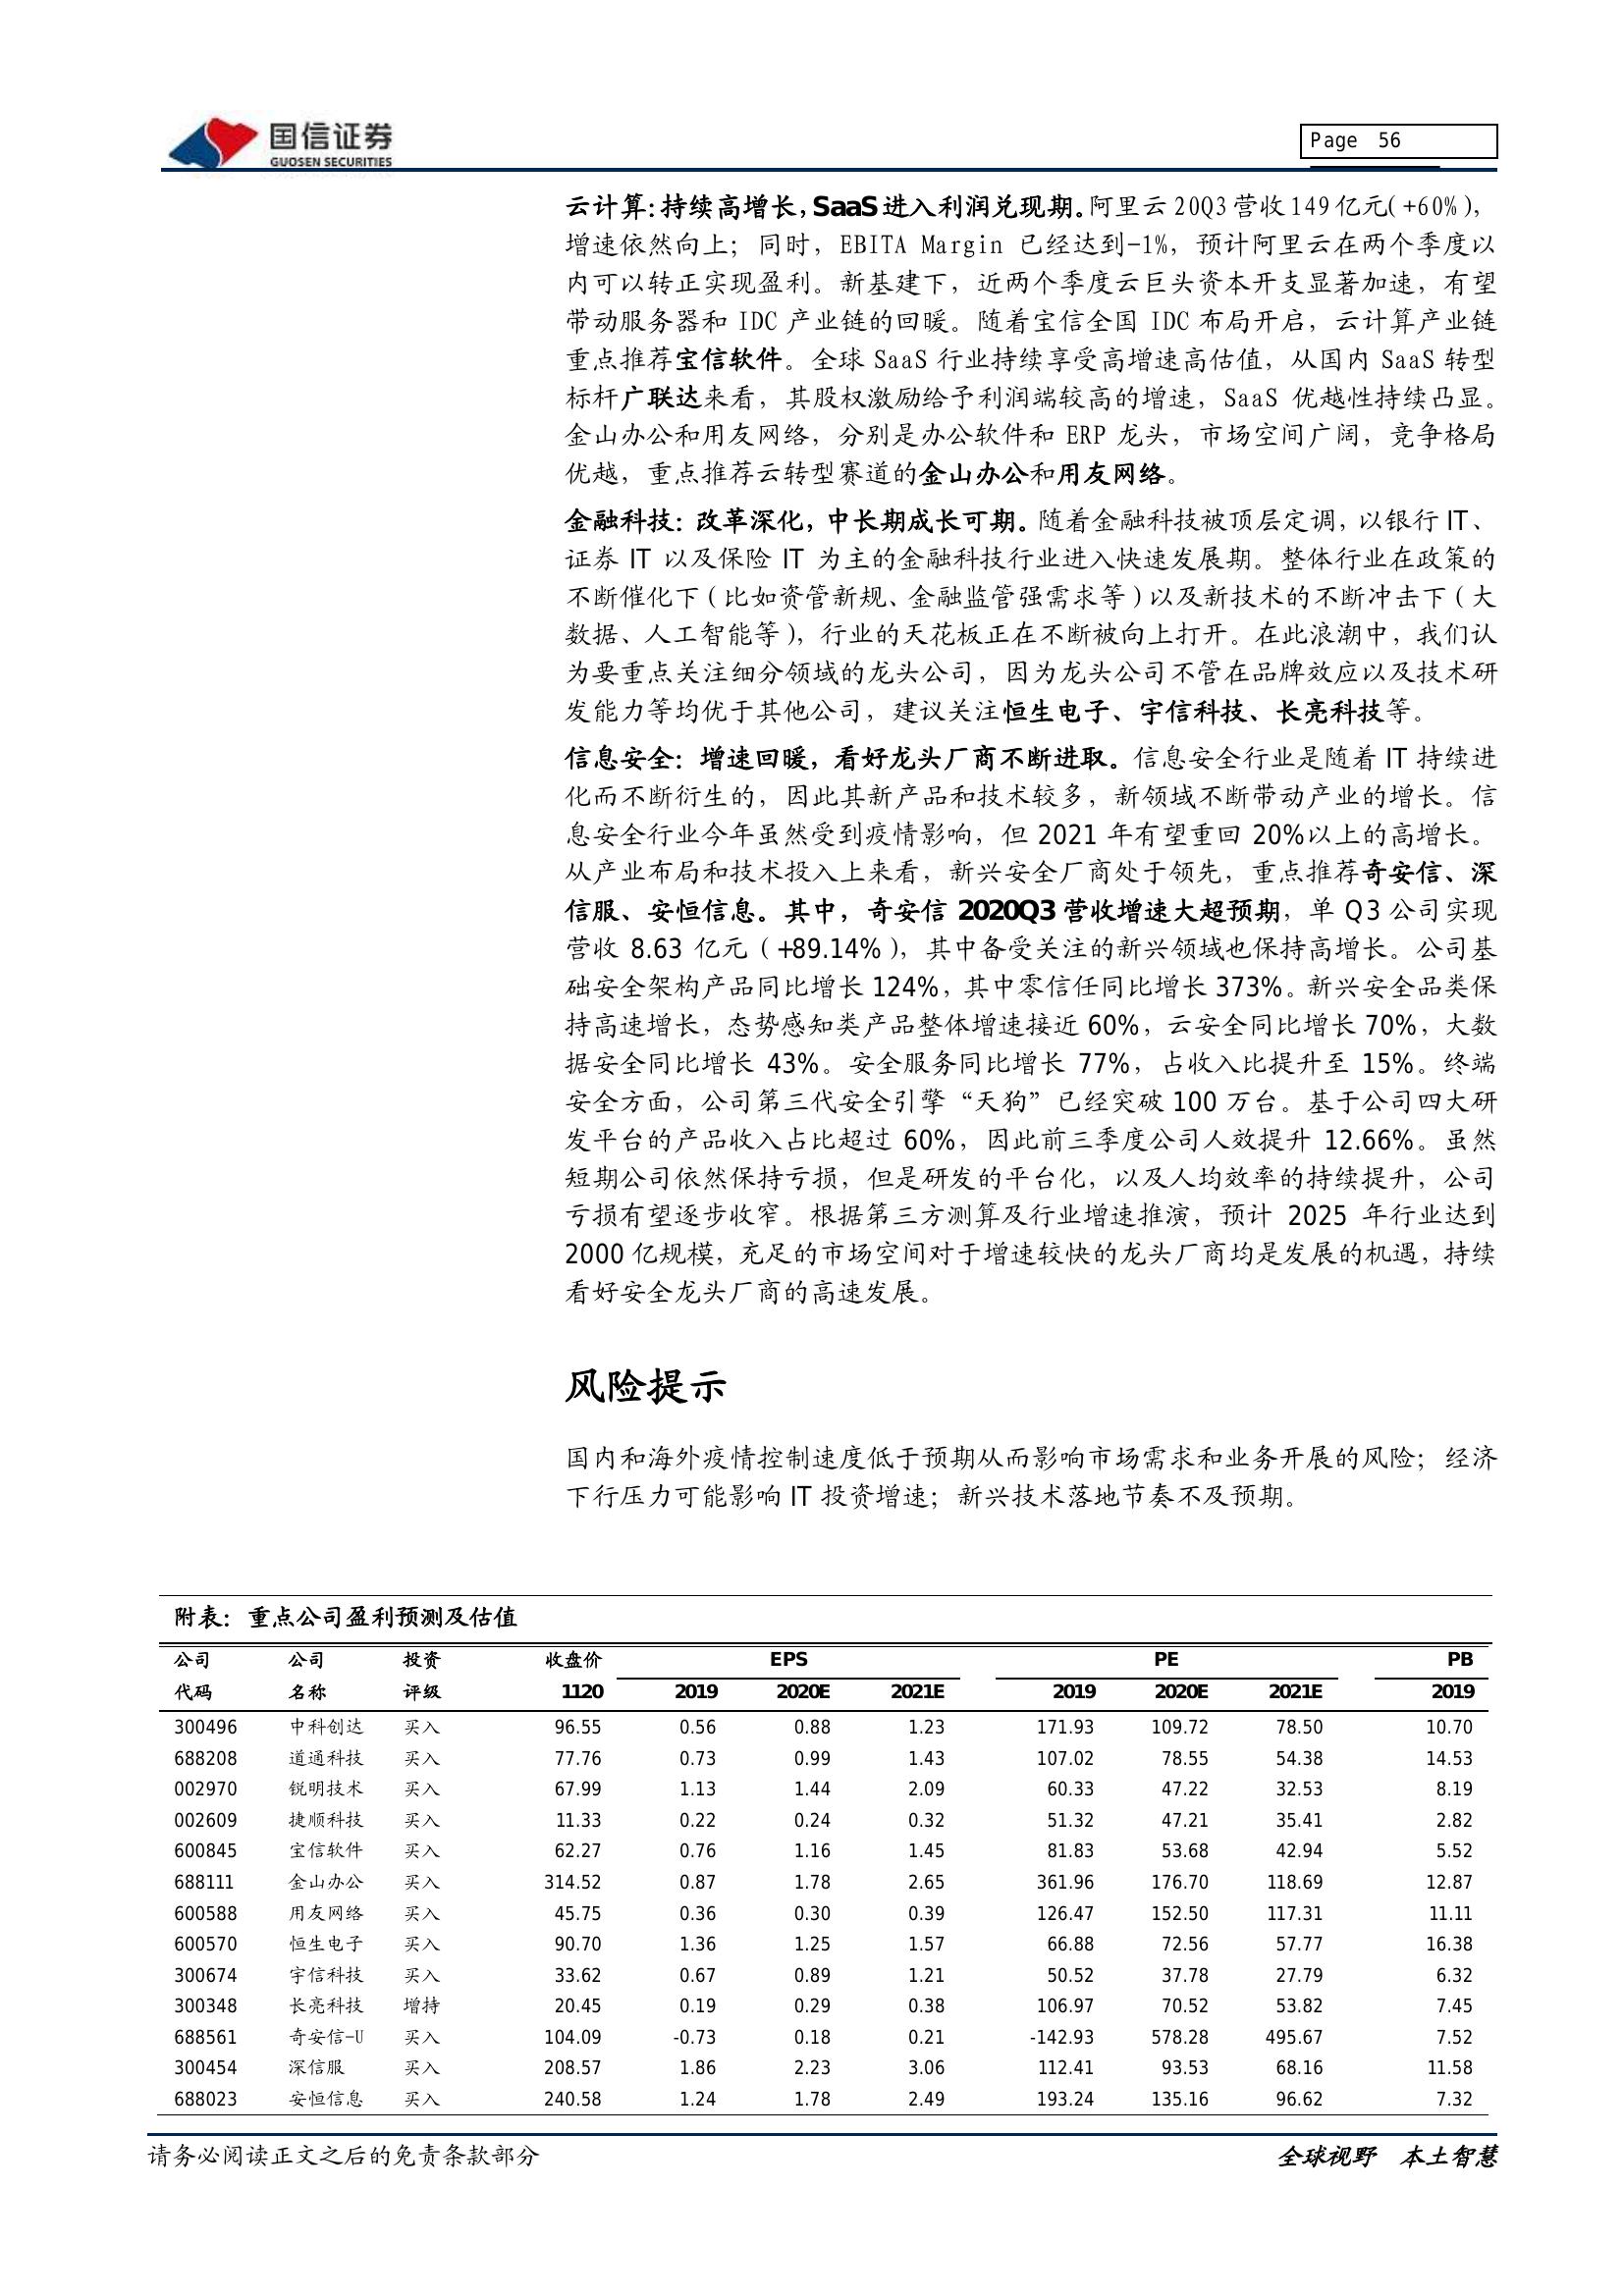 国信证券
GUOSEN SECURITIES
Page 56
云计算：持续高增长，SaaS进入利润兑现期。阿里云20Q3营收149亿元(+60%)，
增速依然向上；同时，EBITA Margin 已经达到-1%，预计阿里云在两个季度以
内可以转正实现盈利。新基建下，近两个季度云巨头资本开支显著加速，有望
带动服务器和 IDC 产业链的回暖。随着宝信全国 IDC 布局开启，云计算产业链
重点推荐宝信软件。全球 SaaS 行业持续享受高增速高估值，从国内 SaaS 转型
标杆广联达来看，其股权激励给予利润端较高的增速，SaaS 优越性持续凸显。
金山办公和用友网络，分别是办公软件和 ERP 龙头，市场空间广阔，竞争格局
优越，重点推荐云转型赛道的金山办公和用友网络。
金融科技：改革深化，中长期成长可期。随着金融科技被顶层定调，以银行 IT、
证券 IT 以及保险 IT 为主的金融科技行业进入快速发展期。整体行业在政策的
不断催化下（比如资管新规、金融监管强需求等）以及新技术的不断冲击下（大
数据、人工智能等），行业的天花板正在不断被向上打开。在此浪潮中，我们认
为要重点关注细分领域的龙头公司，因为龙头公司不管在品牌效应以及技术研
发能力等均优于其他公司，建议关注恒生电子、宇信科技、长亮科技等。
信息安全：增速回暖，看好龙头厂商不断进取。信息安全行业是随着 IT 持续进
化而不断衍生的，因此其新产品和技术较多，新领域不断带动产业的增长。信
息安全行业今年虽然受到疫情影响，但 2021 年有望重回 20%以上的高增长。
从产业布局和技术投入上来看，新兴安全厂商处于领先，重点推荐奇安信、深
信服、安恒信息。其中，奇安信 2020Q3 营收增速大超预期，单 Q3 公司实现
营收 8.63 亿元（+89.14%），其中备受关注的新兴领域也保持高增长。公司基
础安全架构产品同比增长 124%，其中零信任同比增长 373%。新兴安全品类保
持高速增长，态势感知类产品整体增速接近 60%，云安全同比增长 70%，大数
据安全同比增长 43%。安全服务同比增长 77%，占收入比提升至 15%。终端
安全方面，公司第三代安全引擎“天狗”已经突破 100 万台。基于公司四大研
发平台的产品收入占比超过 60%，因此前三季度公司人效提升 12.66%。虽然
短期公司依然保持亏损，但是研发的平台化，以及人均效率的持续提升，公司
亏损有望逐步收窄。根据第三方测算及行业增速推演，预计 2025 年行业达到
2000 亿规模，充足的市场空间对于增速较快的龙头厂商均是发展的机遇，持续
看好安全龙头厂商的高速发展。
风险提示
国内和海外疫情控制速度低于预期从而影响市场需求和业务开展的风险；经济
下行压力可能影响 IT 投资增速；新兴技术落地节奏不及预期。
附表：重点公司盈利预测及估值
公司 公司 投资 收盘价 EPS PE PB
代码 名称 评级 1120 2019 2020E 2021E 2019 2020E 2021E 2019
300496 中科创达 买入 96.55 0.56 0.88 1.23 171.93 109.72 78.50 10.70
688208 道通科技 买入 77.76 0.73 0.99 1.43 107.02 78.55 54.38 14.53
002970 锐明技术 买入 67.99 1.13 1.44 2.09 60.33 47.22 32.53 8.19
002609 捷顺科技 买入 11.33 0.22 0.24 0.32 51.32 47.21 35.41 2.82
600845 宝信软件 买入 62.27 0.76 1.16 1.45 81.83 53.68 42.94 5.52
688111 金山办公 买入 314.52 0.87 1.78 2.65 361.96 176.70 118.69 12.87
600588 用友网络 买入 45.75 0.36 0.30 0.39 126.47 152.50 117.31 11.11
600570 恒生电子 买入 90.70 1.36 1.25 1.57 66.88 72.56 57.77 16.38
300674 宇信科技 买入 33.62 0.67 0.89 1.21 50.52 37.78 27.79 6.32
300348 长亮科技 增持 20.45 0.19 0.29 0.38 106.97 70.52 53.82 7.45
688561 奇安信-U 买入 104.09 -0.73 0.18 0.21 -142.93 578.28 495.67 7.52
300454 深信服 买入 208.57 1.86 2.23 3.06 112.41 93.53 68.16 11.58
688023 安恒信息 买入 240.58 1.24 1.78 2.49 193.24 135.16 96.62 7.32
请务必阅读正文之后的免责条款部分
全球视野 本土智慧